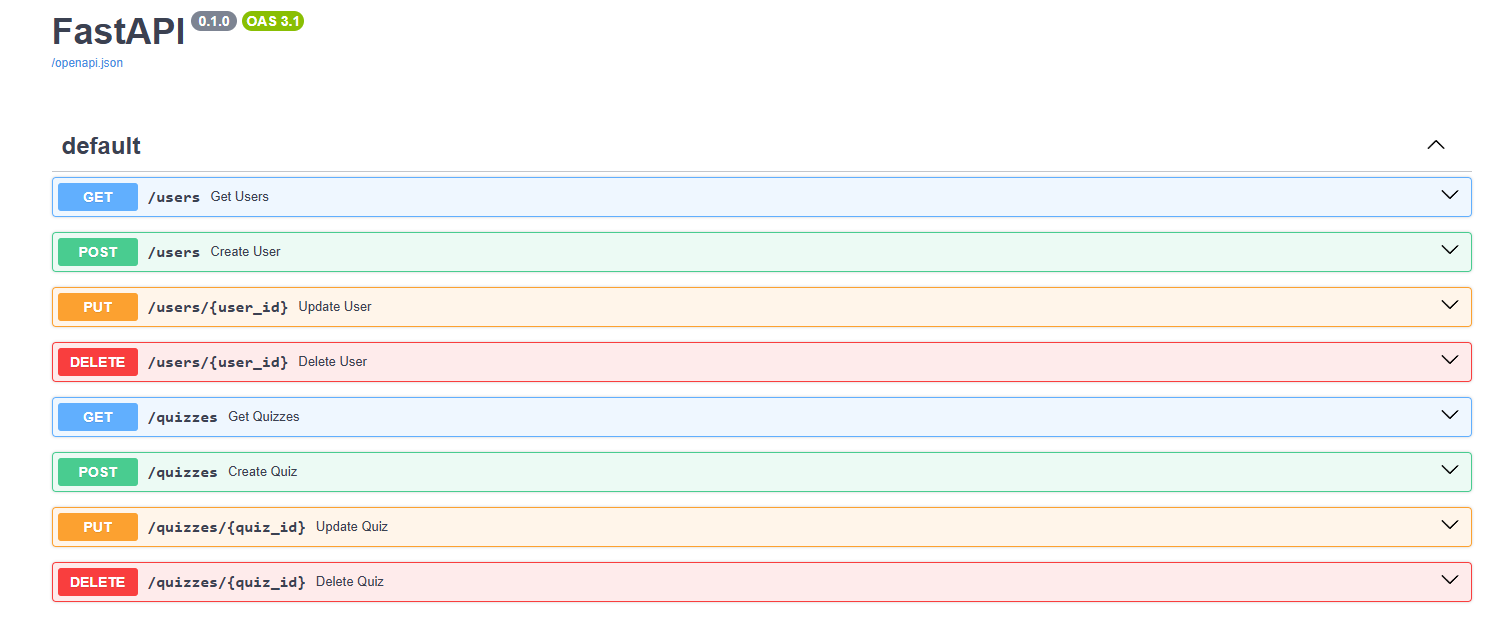 FastAPI 0.1.0 OAS 3.1
/openapi.json
default
GET /users Get Users
POST /users Create User
PUT /users/{user_id} Update User
DELETE /users/{user_id} Delete User
GET /quizzes Get Quizzes
POST /quizzes Create Quiz
PUT /quizzes/{quiz_id} Update Quiz
DELETE /quizzes/{quiz_id} Delete Quiz